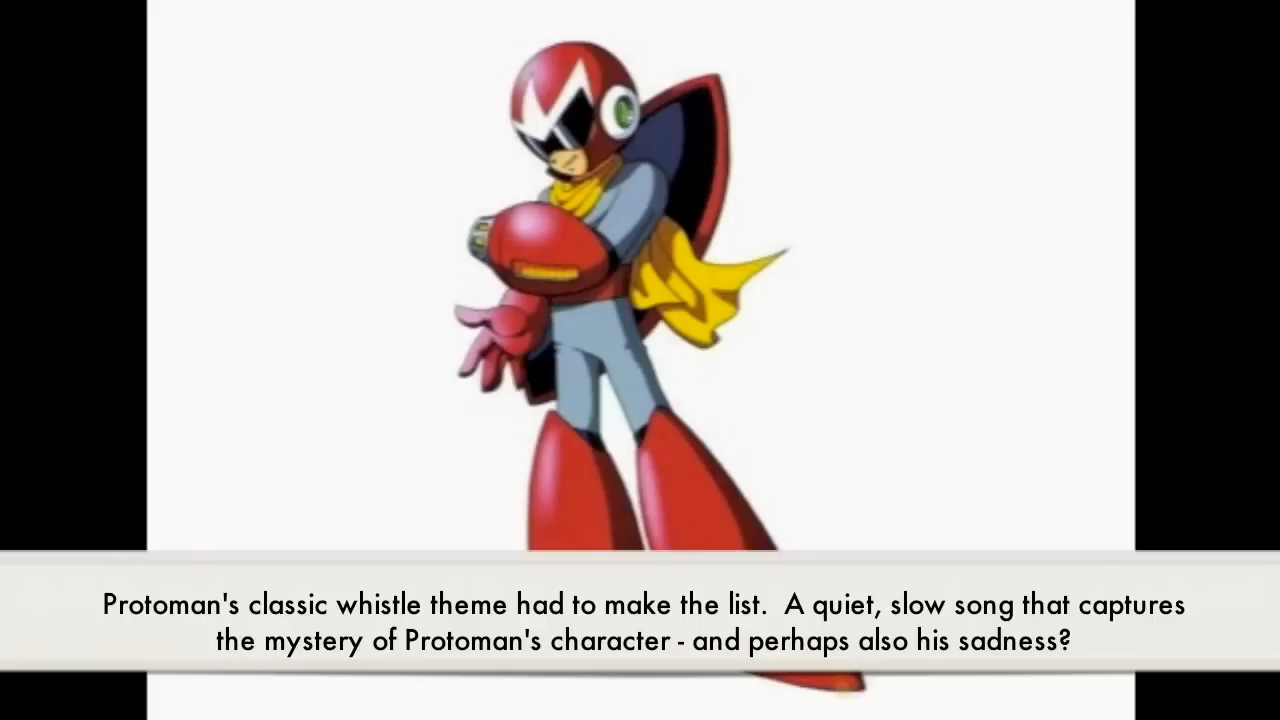 Protoman's classic whistle theme had to make the list.  A quiet, slow song that captures
the mystery of Protoman's character - and perhaps also his sadness?